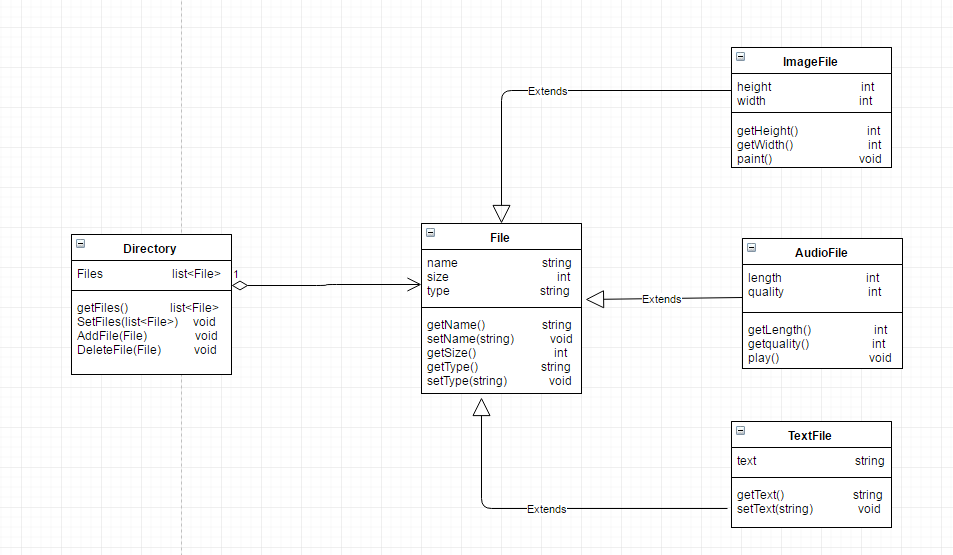 ImageFile
height int
width int
getHeight() int
getWidth() int
paint() void
Extends
Directory
Files list<File>
getFiles() list<File>
SetFiles(list<File>) void
AddFile(File) void
DeleteFile(File) void
1
File
name string
size int
type string
getName() string
setName(string) void
getSize() int
getType() string
setType(string) void
Extends
AudioFile
length int
quality int
getLength() int
getquality() int
play() void
Extends
TextFile
text string
getText() string
setText(string) void